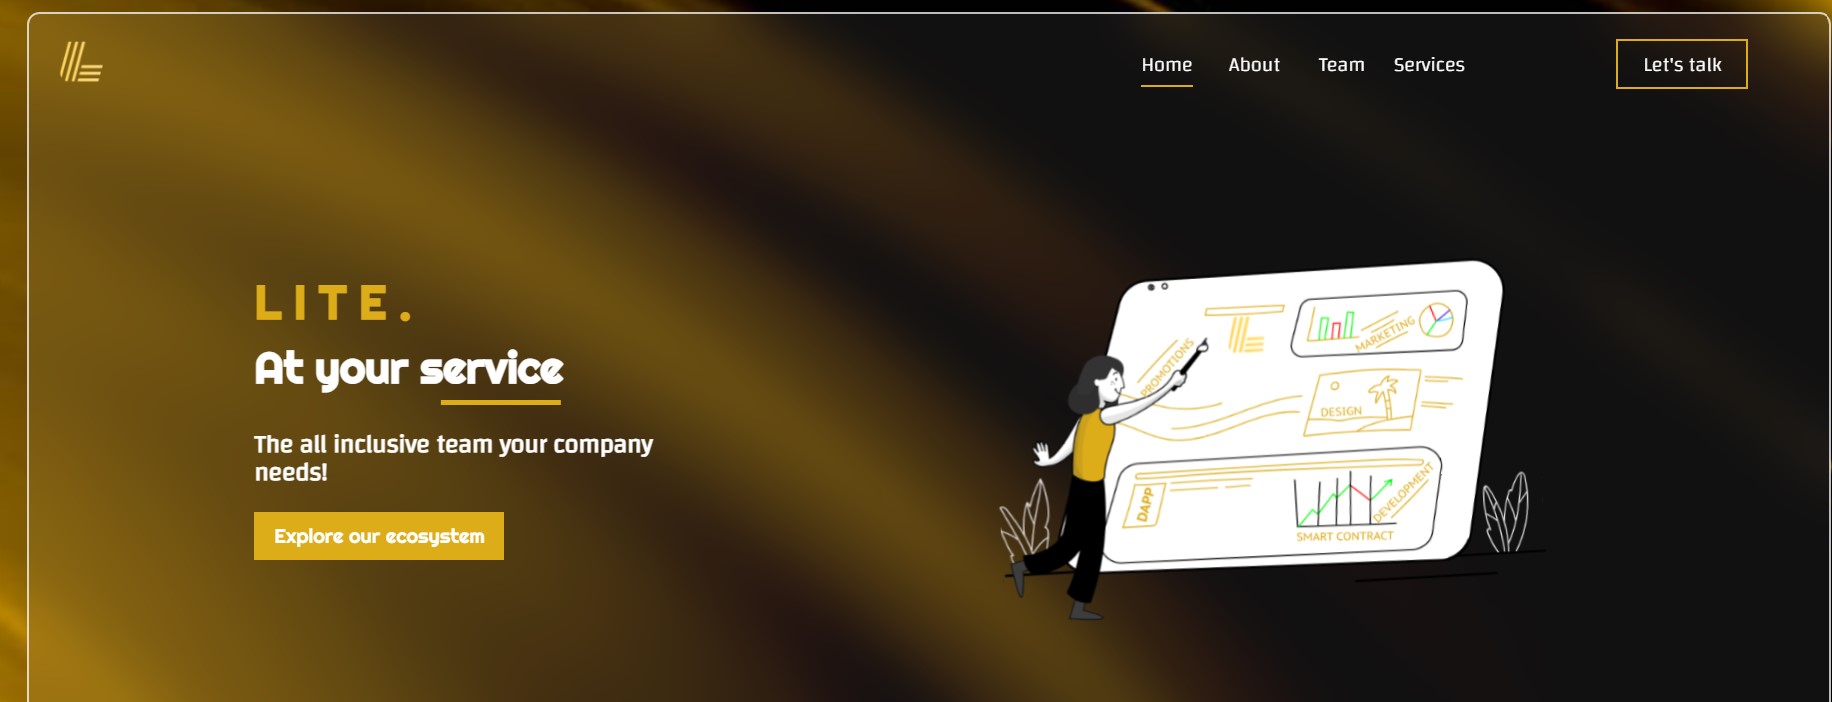 Home About Team Services Let's talk
LITE.
At your service
The all inclusive team your company
needs!
Explore our ecosystem
PROMOTIONS
MARKETING
DESIGN
DAPP
DEVELOPMENT
SMART CONTRACT